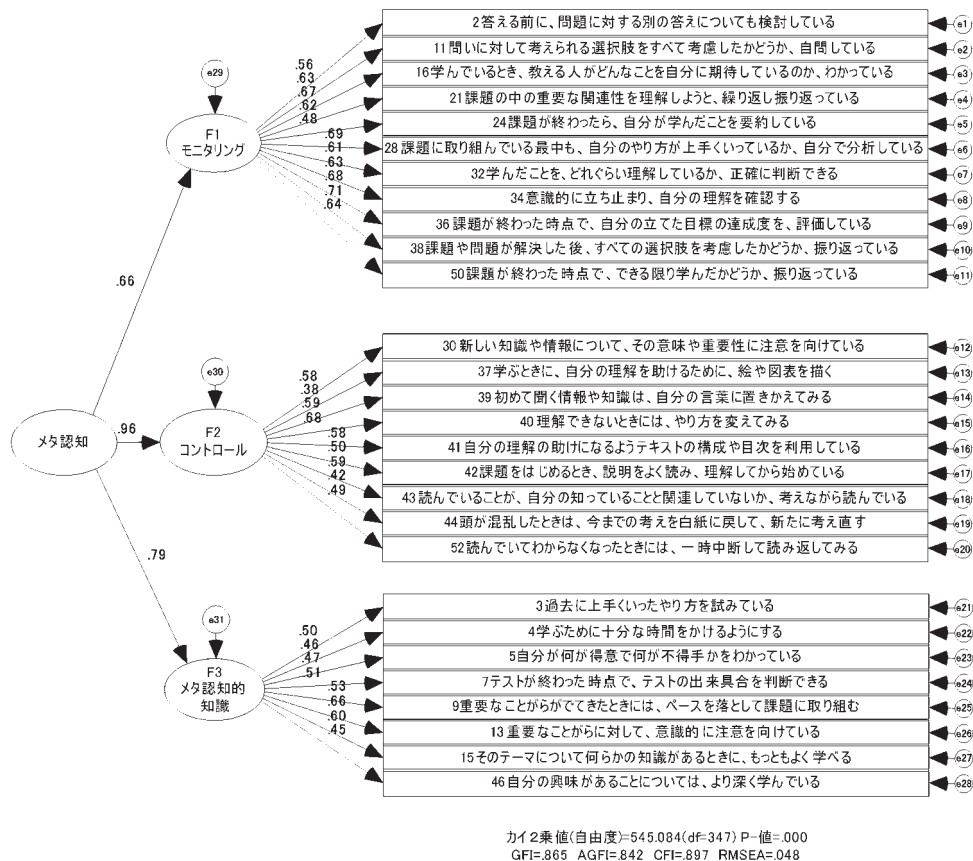 2答える前に、問題に対する別の答えについても検討している
e1
11問いに対して考えられる選択肢をすべて考慮したかどうか、自問している
e2
16学んでいるとき、教える人がどんなことを自分に期待しているのか、わかっている
e3
21課題の中の重要な関連性を理解しようと、繰り返し振り返っている
e4
24課題が終わったら、自分が学んだことを要約している
e5
28課題に取り組んでいる最中も、自分のやり方が上手くいっているか、自分で分析している
e6
32学んだことを、どれぐらい理解しているか、正確に判断できる
e7
34意識的に立ち止まり、自分の理解を確認する
e8
36課題が終わった時点で、自分の立てた目標の達成度を、評価している
e9
38課題や問題が解決した後、すべての選択肢を考慮したかどうか、振り返っている
e10
50課題が終わった時点で、できる限り学んだかどうか、振り返っている
e11
e29
F1
モニタリング
.56
.63
.67
.62
.48
.69
.61
.63
.68
.71
.64
.66
30新しい知識や情報について、その意味や重要性に注意を向けている
e12
37学ぶときに、自分の理解を助けるために、絵や図表を描く
e13
39初めて聞く情報や知識は、自分の言葉に置きかえてみる
e14
40理解できないときには、やり方を変えてみる
e15
41自分の理解の助けになるようテキストの構成や目次を利用している
e16
42課題をはじめるとき、説明をよく読み、理解してから始めている
e17
43読んでいることが、自分の知っていることと関連していないか、考えながら読んでいる
e18
44頭が混乱したときは、今までの考えを白紙に戻して、新たに考え直す
e19
52読んでいてわからなくなったときには、一時中断して読み返してみる
e20
e30
F2
コントロール
.58
.38
.59
.68
.58
.50
.59
.42
.49
メタ認知
.96
.79
3過去に上手くいったやり方を試みている
e21
4学ぶために十分な時間をかけるようにする
e22
5自分が何が得意で何が不得手かをわかっている
e23
7テストが終わった時点で、テストの出来具合を判断できる
e24
9重要なことがらがでてきたときには、ペースを落として課題に取り組む
e25
13重要なことがらに対して、意識的に注意を向けている
e26
15そのテーマについて何らかの知識があるときに、もっともよく学べる
e27
46自分の興味があることについては、より深く学んでいる
e28
e31
F3
メタ認知的
知識
.50
.46
.47
.51
.53
.66
.60
.45
カイ2乗値(自由度)=545.084(df=347) P-値=.000
GFI=.865 AGFI=.842 CFI=.897 RMSEA=.048